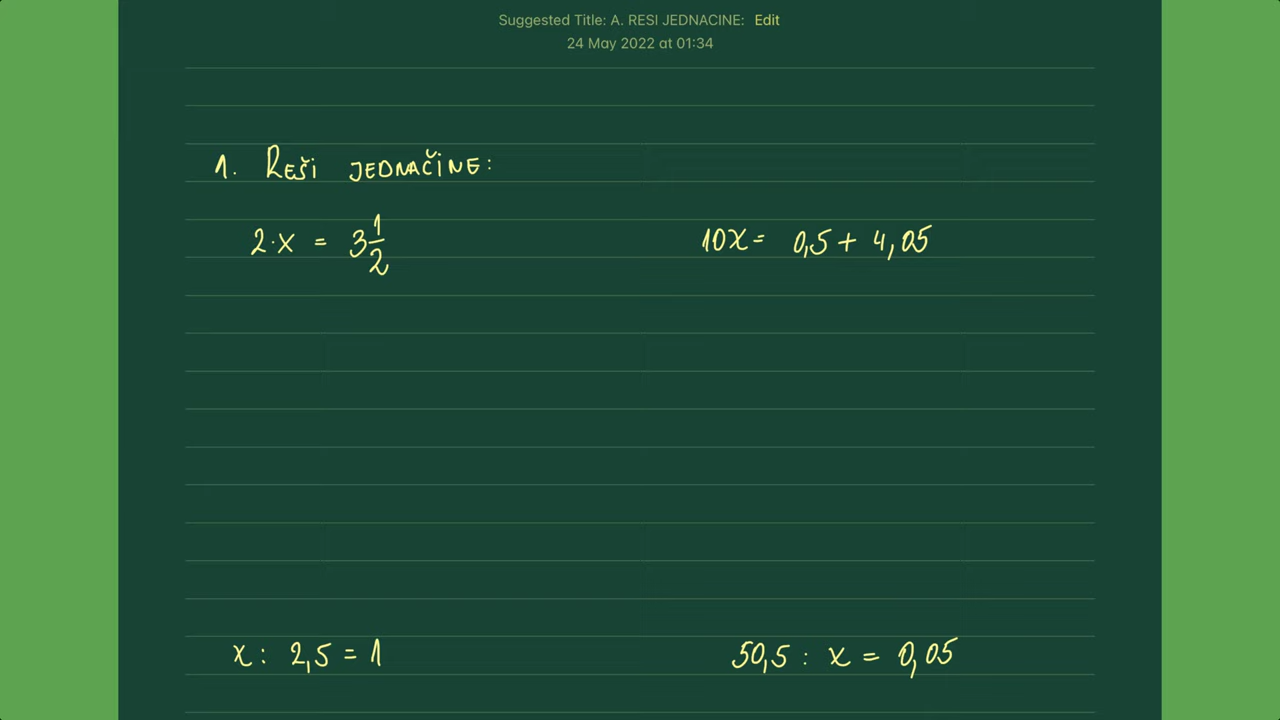 Suggested Title: A. RESI JEDNACINE: Edit
24 May 2022 at 01:34
1. REŠI JEDNAČINE:
2·x = 3 1/2
10x = 0,5 + 4,05
x : 2,5 = 1
50,5 : x = 0,05